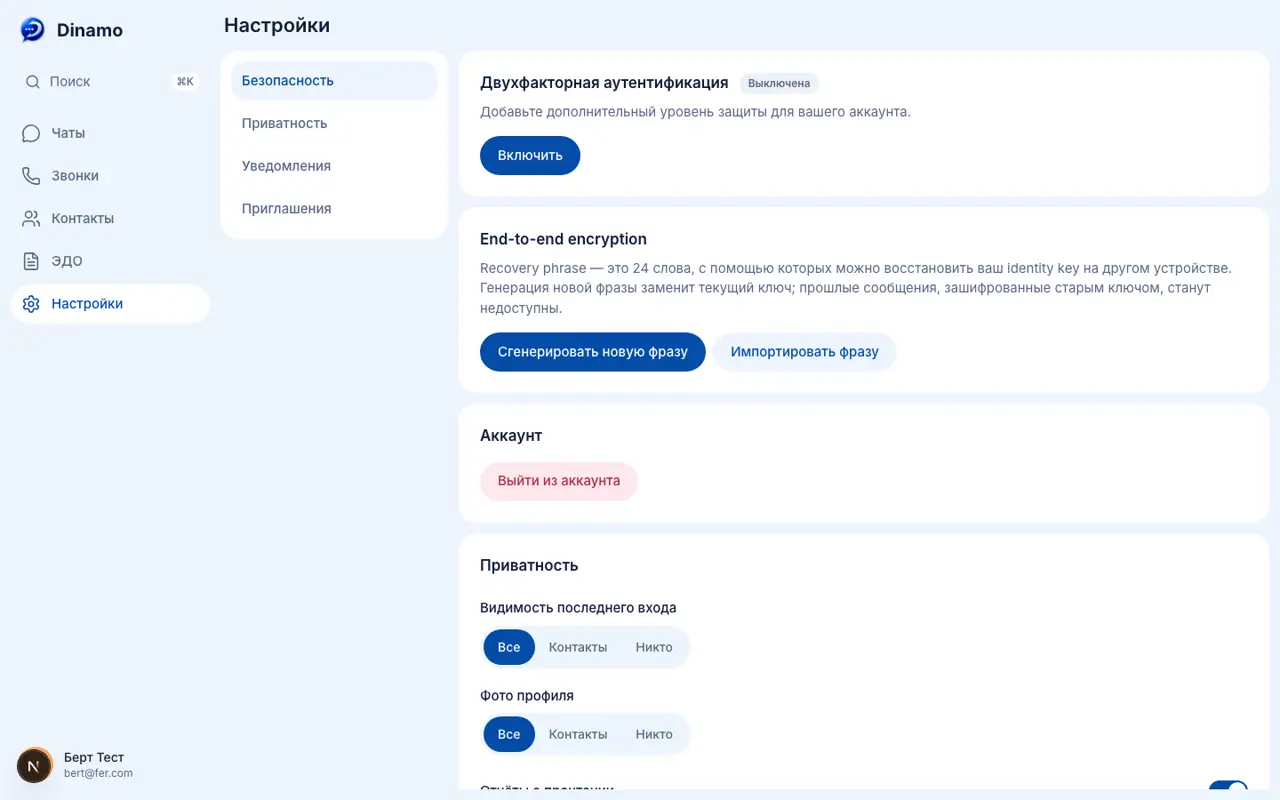 Dinamo
Поиск
⌘K
Чаты
Звонки
Контакты
ЭДО
Настройки
N
Берт Тест
bert@fer.com
Настройки
Безопасность
Приватность
Уведомления
Приглашения
Двухфакторная аутентификация Выключена
Добавьте дополнительный уровень защиты для вашего аккаунта.
Включить
End-to-end encryption
Recovery phrase — это 24 слова, с помощью которых можно восстановить ваш identity key на другом устройстве.
Генерация новой фразы заменит текущий ключ; прошлые сообщения, зашифрованные старым ключом, станут
недоступны.
Сгенерировать новую фразу Импортировать фразу
Аккаунт
Выйти из аккаунта
Приватность
Видимость последнего входа
Все Контакты Никто
Фото профиля
Все Контакты Никто